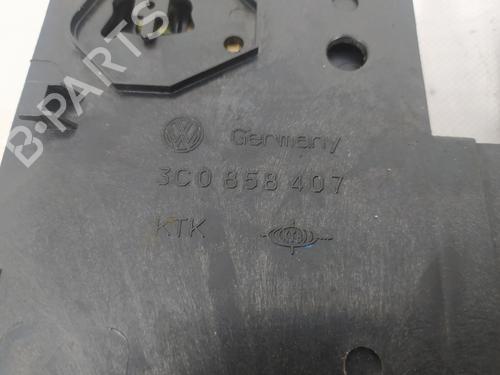 B-PARTS
Germany
3C0 858 407
KTK